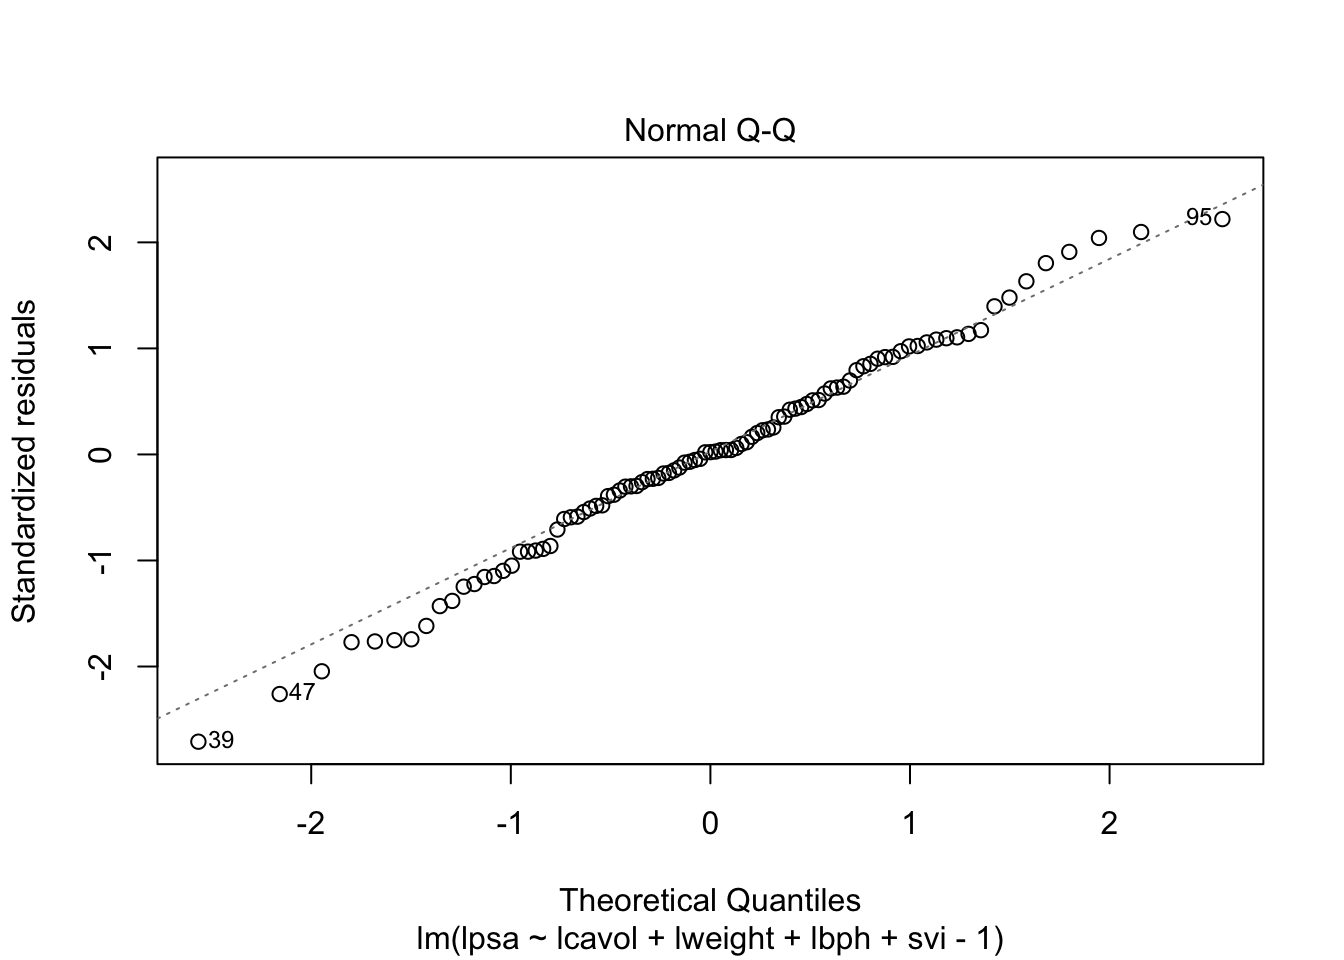 Normal Q-Q
Standardized residuals
2
1
0
-1
-2
95
47
39
-2 -1 0 1 2
Theoretical Quantiles
lm(lpsa ~ lcavol + lweight + lbph + svi - 1)